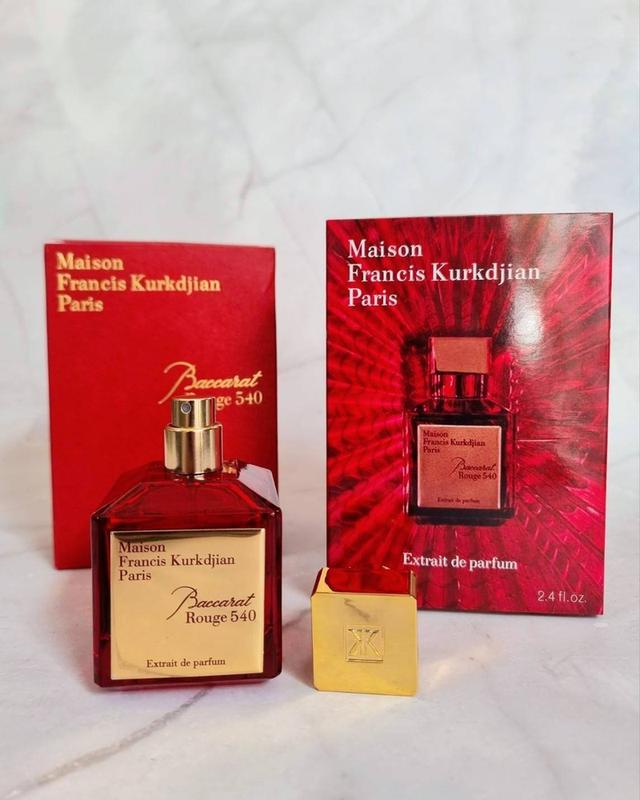 Maison
Francis Kurkdjian
Paris
Baccarat
Rouge 540
Maison
Francis Kurkdjian
Paris
Baccarat
Rouge 540
Extrait de parfum
Maison
Francis Kurkdjian
Paris
Maison
Francis Kurkdjian
Paris
Baccarat
Rouge 540
Extrait de parfum
Extrait de parfum
2.4 fl.oz.